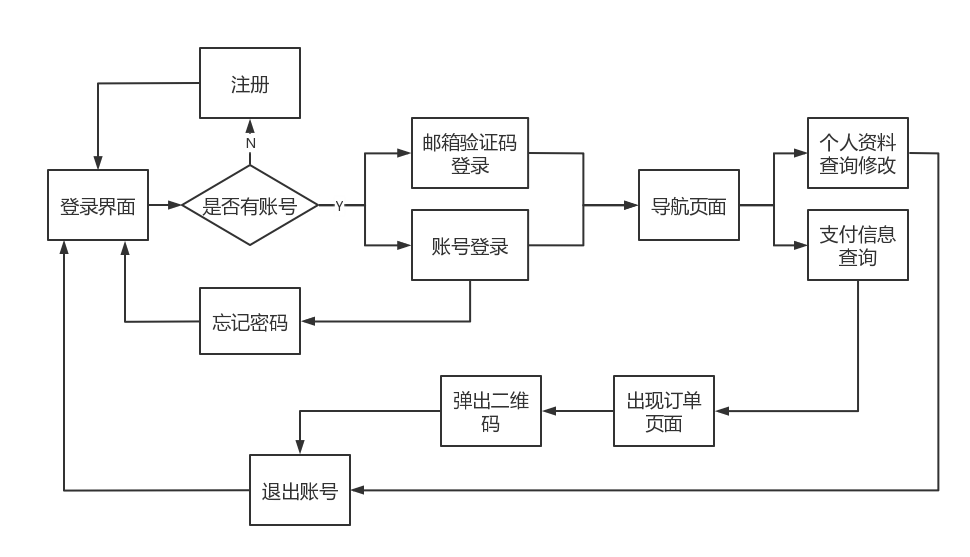 注册
N
邮箱验证码
登录
个人资料
查询修改
登录界面
是否有账号
Y
导航页面
账号登录
支付信息
查询
忘记密码
弹出二维
码
出现订单
页面
退出账号